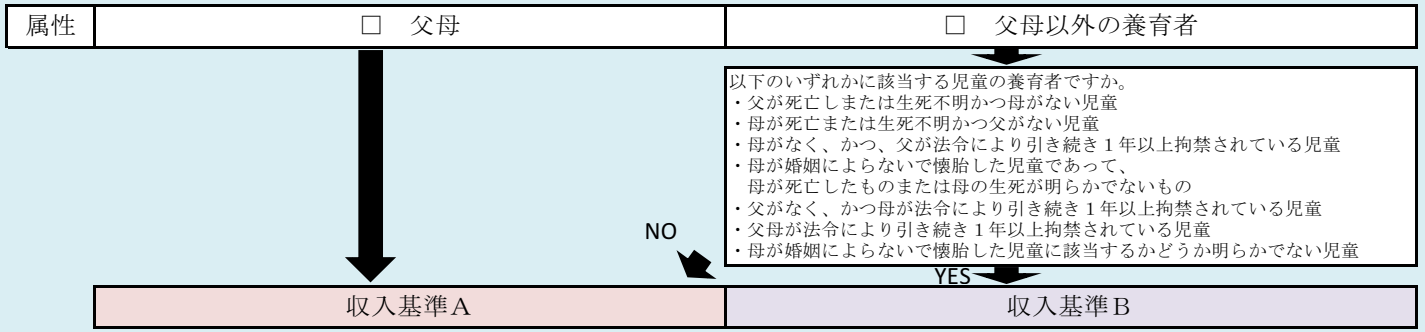 属性
□ 父母
□ 父母以外の養育者
以下のいずれかに該当する児童の養育者ですか。
・父が死亡しまたは生死不明かつ母がない児童
・母が死亡または生死不明かつ父がない児童
・母がなく、かつ、父が法令により引き続き１年以上拘禁されている児童
・母が婚姻によらないで懐胎した児童であって、
母が死亡したものまたは母の生死が明らかでないもの
・父がなく、かつ母が法令により引き続き１年以上拘禁されている児童
・父母が法令により引き続き１年以上拘禁されている児童
・母が婚姻によらないで懐胎した児童に該当するかどうか明らかでない児童
NO
YES
収入基準Ａ
収入基準Ｂ